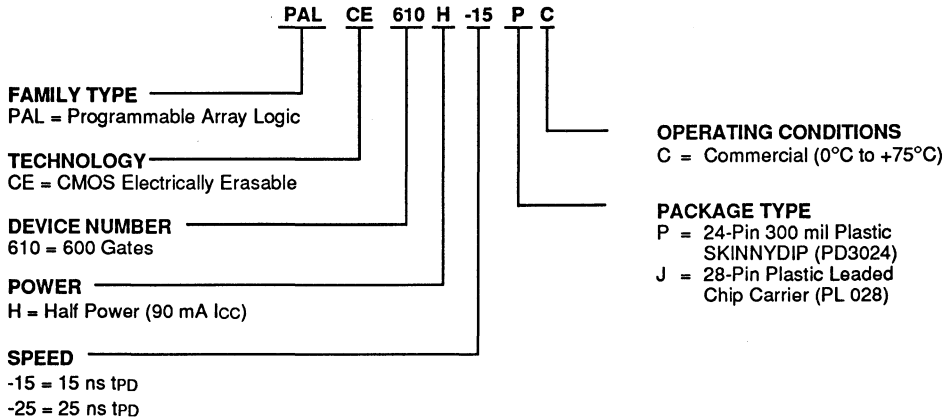 PAL CE 610 H -15 P C
FAMILY TYPE
PAL = Programmable Array Logic
TECHNOLOGY
CE = CMOS Electrically Erasable
DEVICE NUMBER
610 = 600 Gates
POWER
H = Half Power (90 mA ICC)
SPEED
-15 = 15 ns tPD
-25 = 25 ns tPD
OPERATING CONDITIONS
C = Commercial (0°C to +75°C)
PACKAGE TYPE
P = 24-Pin 300 mil Plastic
SKINNYDIP (PD3024)
J = 28-Pin Plastic Leaded
Chip Carrier (PL 028)